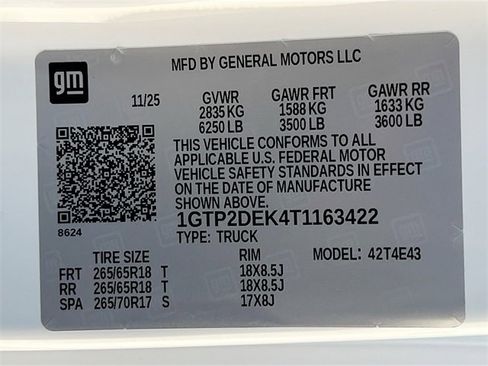 gm
MFD BY GENERAL MOTORS LLC
11/25 GVWR GAWR FRT GAWR RR
2835 KG 1588 KG 1633 KG
6250 LB 3500 LB 3600 LB
THIS VEHICLE CONFORMS TO ALL
APPLICABLE U.S. FEDERAL MOTOR
VEHICLE SAFETY STANDARDS IN EFFECT
ON THE DATE OF MANUFACTURE
SHOWN ABOVE.
8624
1GTP2DEK4T1163422
TYPE: TRUCK
TIRE SIZE RIM MODEL: 42T4E43
FRT 265/65R18 T 18X8.5J
RR 265/65R18 T 18X8.5J
SPA 265/70R17 S 17X8J